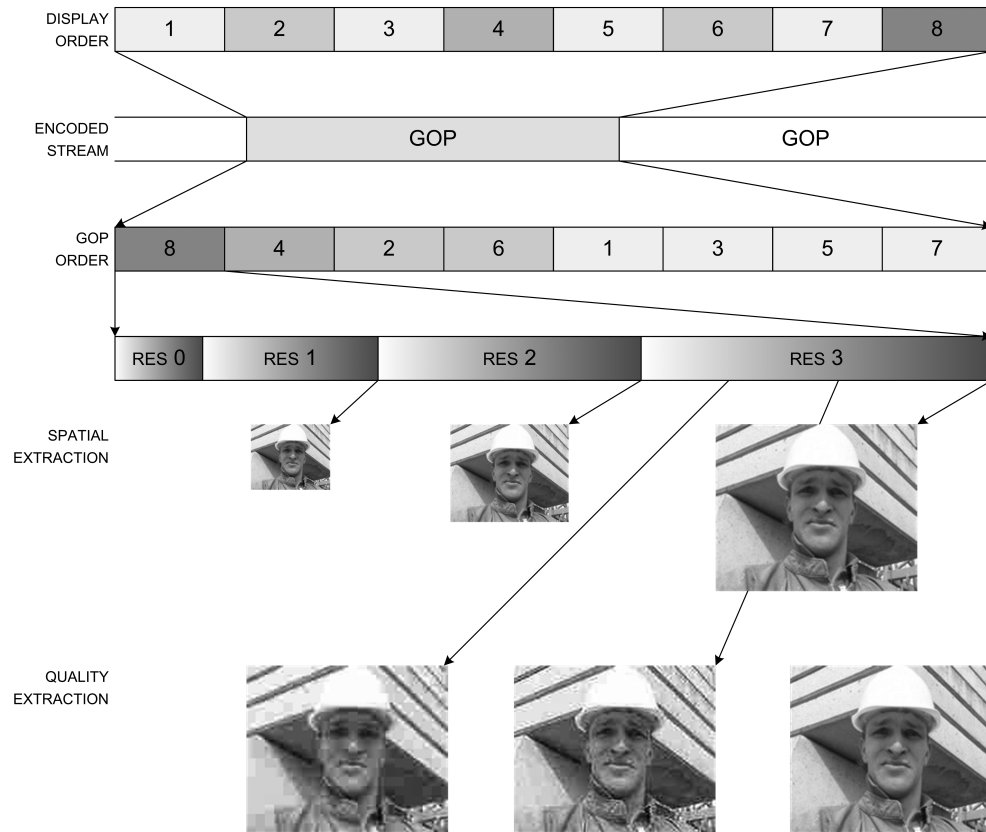 DISPLAY
ORDER
1 2 3 4 5 6 7 8
ENCODED
STREAM
GOP GOP
GOP
ORDER
8 4 2 6 1 3 5 7
RES 0 RES 1 RES 2 RES 3
SPATIAL
EXTRACTION
QUALITY
EXTRACTION